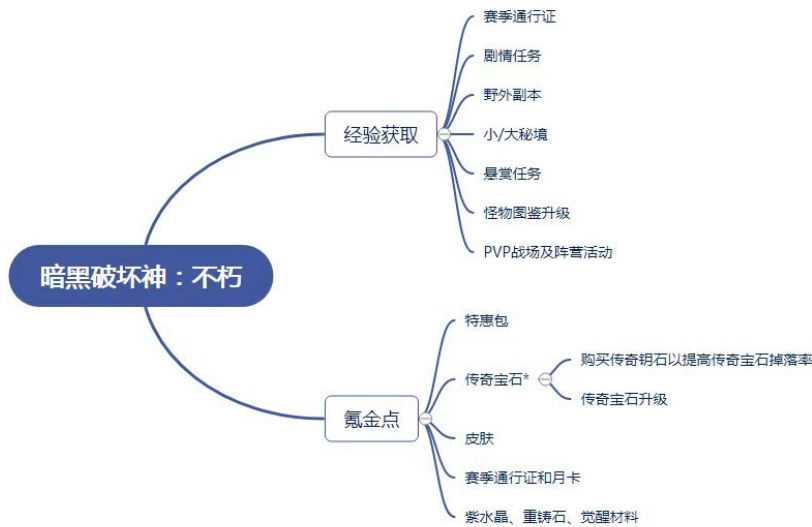 暗黑破坏神：不朽
经验获取
赛季通行证
剧情任务
野外副本
小/大秘境
悬赏任务
怪物图鉴升级
PVP战场及阵营活动
氪金点
特惠包
传奇宝石*
购买传奇钥石以提高传奇宝石掉落率
传奇宝石升级
皮肤
赛季通行证和月卡
紫水晶、重铸石、觉醒材料